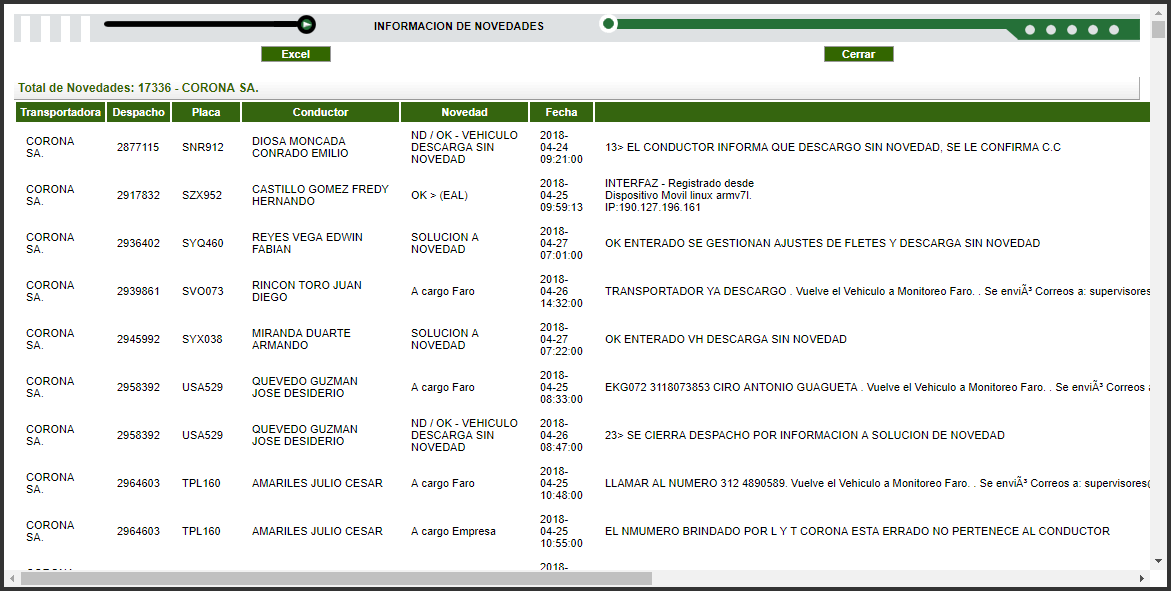 INFORMACION DE NOVEDADES
Excel
Cerrar
Total de Novedades: 17336 - CORONA SA.
Transportadora Despacho Placa Conductor Novedad Fecha
CORONA SA. 2877115 SNR912 DIOSA MONCADA CONRADO EMILIO ND / OK - VEHICULO DESCARGA SIN NOVEDAD 2018-04-24 09:21:00 13> EL CONDUCTOR INFORMA QUE DESCARGO SIN NOVEDAD, SE LE CONFIRMA C.C
CORONA SA. 2917832 SZX952 CASTILLO GOMEZ FREDY HERNANDO OK > (EAL) 2018-04-25 09:59:13 INTERFAZ - Registrado desde Dispositivo Movil linux armv7l. IP:190.127.196.161
CORONA SA. 2936402 SYQ460 REYES VEGA EDWIN FABIAN SOLUCION A NOVEDAD 2018-04-27 07:01:00 OK ENTERADO SE GESTIONAN AJUSTES DE FLETES Y DESCARGA SIN NOVEDAD
CORONA SA. 2939861 SVO073 RINCON TORO JUAN DIEGO A cargo Faro 2018-04-26 14:32:00 TRANSPORTADOR YA DESCARGO . Vuelve el Vehiculo a Monitoreo Faro. . Se enviÃ³ Correos a: supervisores
CORONA SA. 2945992 SYX038 MIRANDA DUARTE ARMANDO SOLUCION A NOVEDAD 2018-04-27 07:22:00 OK ENTERADO VH DESCARGA SIN NOVEDAD
CORONA SA. 2958392 USA529 QUEVEDO GUZMAN JOSE DESIDERIO A cargo Faro 2018-04-25 08:33:00 EKG072 3118073853 CIRO ANTONIO GUAGUETA . Vuelve el Vehiculo a Monitoreo Faro. . Se enviÃ³ Correos
CORONA SA. 2958392 USA529 QUEVEDO GUZMAN JOSE DESIDERIO ND / OK - VEHICULO DESCARGA SIN NOVEDAD 2018-04-26 08:47:00 23> SE CIERRA DESPACHO POR INFORMACION A SOLUCION DE NOVEDAD
CORONA SA. 2964603 TPL160 AMARILES JULIO CESAR A cargo Faro 2018-04-25 10:48:00 LLAMAR AL NUMERO 312 4890589. Vuelve el Vehiculo a Monitoreo Faro. . Se enviÃ³ Correos a: supervisores@
CORONA SA. 2964603 TPL160 AMARILES JULIO CESAR A cargo Empresa 2018-04-25 10:55:00 EL NMUMERO BRINDADO POR L Y T CORONA ESTA ERRADO NO PERTENECE AL CONDUCTOR
2018-